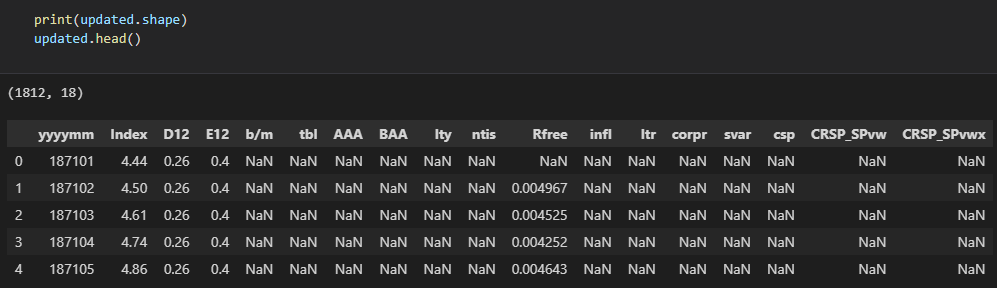 print(updated.shape)
updated.head()
(1812, 18)
yyyymm Index D12 E12 b/m tbl AAA BAA lty ntis Rfree infl ltr corpr svar csp CRSP_SPvw CRSP_SPvwx
0 187101 4.44 0.26 0.4 NaN NaN NaN NaN NaN NaN NaN NaN NaN NaN NaN NaN NaN NaN
1 187102 4.50 0.26 0.4 NaN NaN NaN NaN NaN NaN 0.004967 NaN NaN NaN NaN NaN NaN NaN
2 187103 4.61 0.26 0.4 NaN NaN NaN NaN NaN NaN 0.004525 NaN NaN NaN NaN NaN NaN NaN
3 187104 4.74 0.26 0.4 NaN NaN NaN NaN NaN NaN 0.004252 NaN NaN NaN NaN NaN NaN NaN
4 187105 4.86 0.26 0.4 NaN NaN NaN NaN NaN NaN 0.004643 NaN NaN NaN NaN NaN NaN NaN